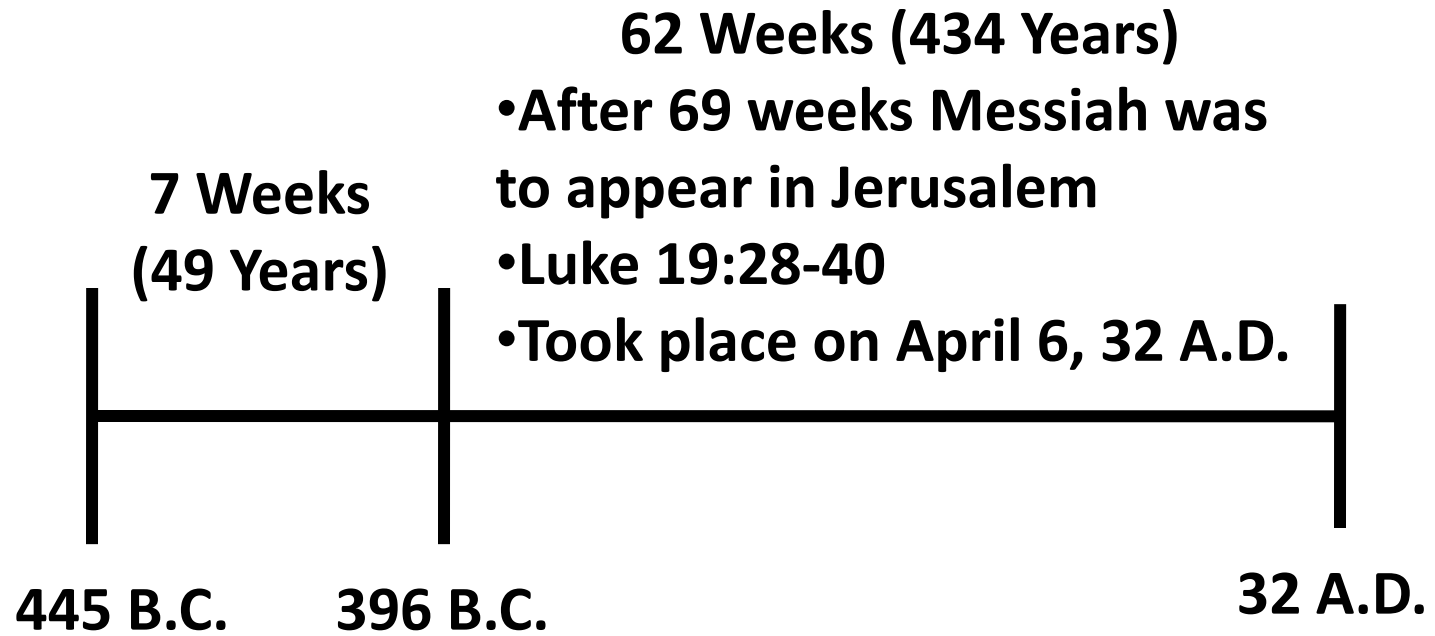 62 Weeks (434 Years)
•After 69 weeks Messiah was
to appear in Jerusalem
•Luke 19:28-40
•Took place on April 6, 32 A.D.
7 Weeks
(49 Years)
445 B.C.
396 B.C.
32 A.D.